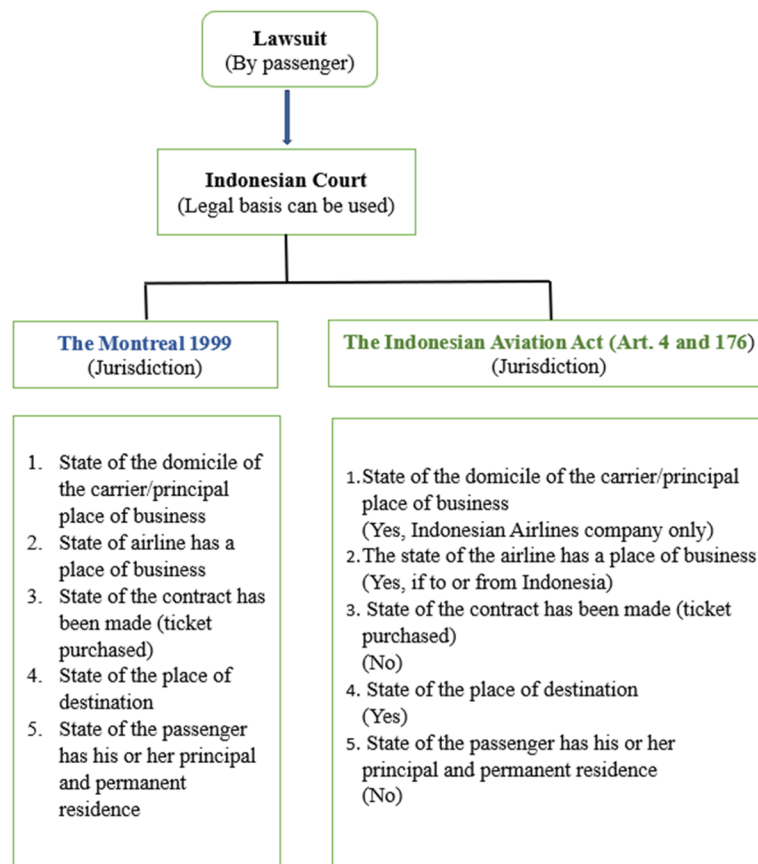 Lawsuit
(By passenger)
Indonesian Court
(Legal basis can be used)
The Montreal 1999
(Jurisdiction)
The Indonesian Aviation Act (Art. 4 and 176)
(Jurisdiction)
1. State of the domicile of
the carrier/principal
place of business
2. State of airline has a
place of business
3. State of the contract has
been made (ticket
purchased)
4. State of the place of
destination
5. State of the passenger
has his or her principal
and permanent
residence
1.State of the domicile of the carrier/principal
place of business
(Yes, Indonesian Airlines company only)
2.The state of the airline has a place of business
(Yes, if to or from Indonesia)
3. State of the contract has been made (ticket
purchased)
(No)
4. State of the place of destination
(Yes)
5. State of the passenger has his or her
principal and permanent residence
(No)